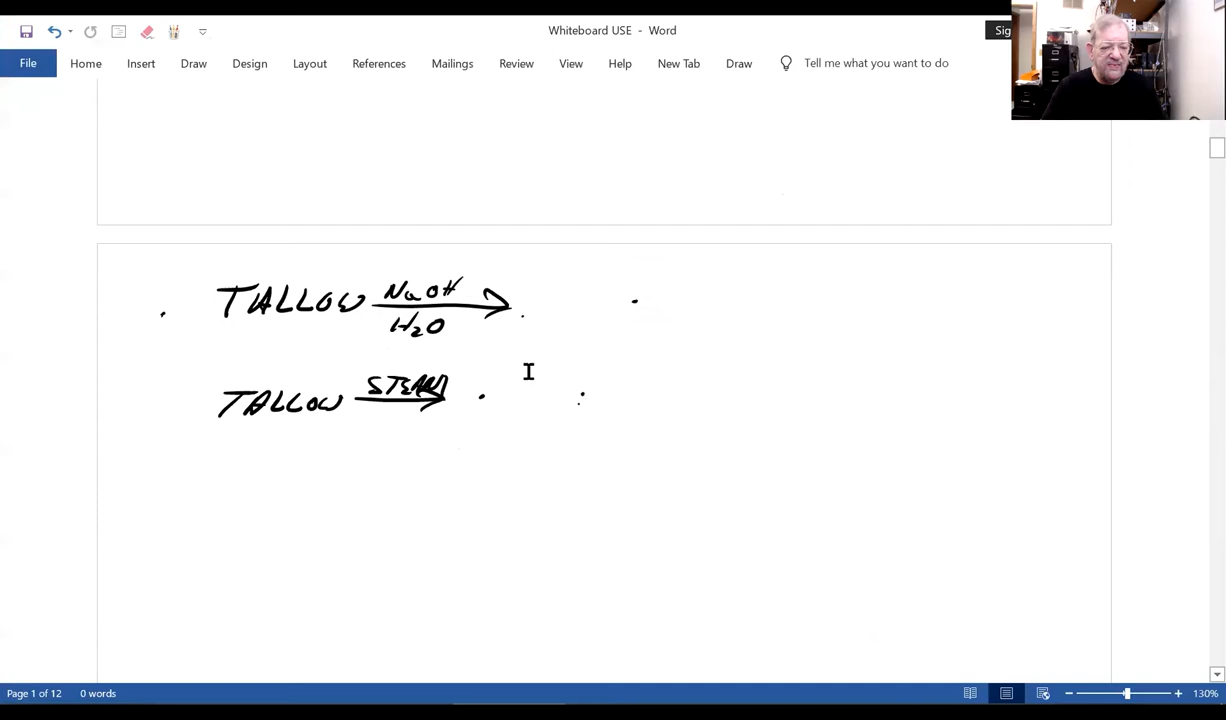 Whiteboard USE - Word
Sig
File Home Insert Draw Design Layout References Mailings Review View Help New Tab Draw Tell me what you want to do
TALLOW NaOH
H2O
TALLOW STEAM
Page 1 of 12 0 words 130%